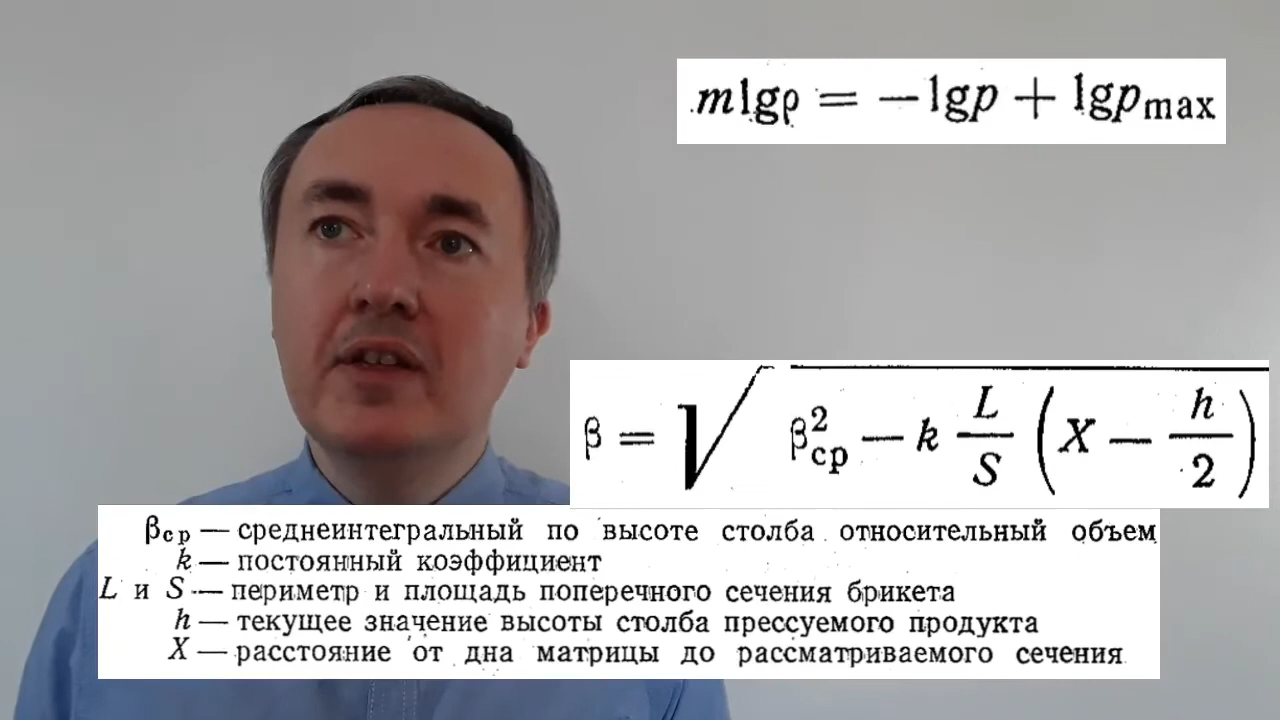 mlgρ = −lgp + lgp_max
β = √(β²_ср − k L/S (X − h/2))
β_ср — среднеинтегральный по высоте столба относительный объем
k — постоянный коэффициент
L и S — периметр и площадь поперечного сечения брикета
h — текущее значение высоты столба прессуемого продукта
X — расстояние от дна матрицы до рассматриваемого сечения